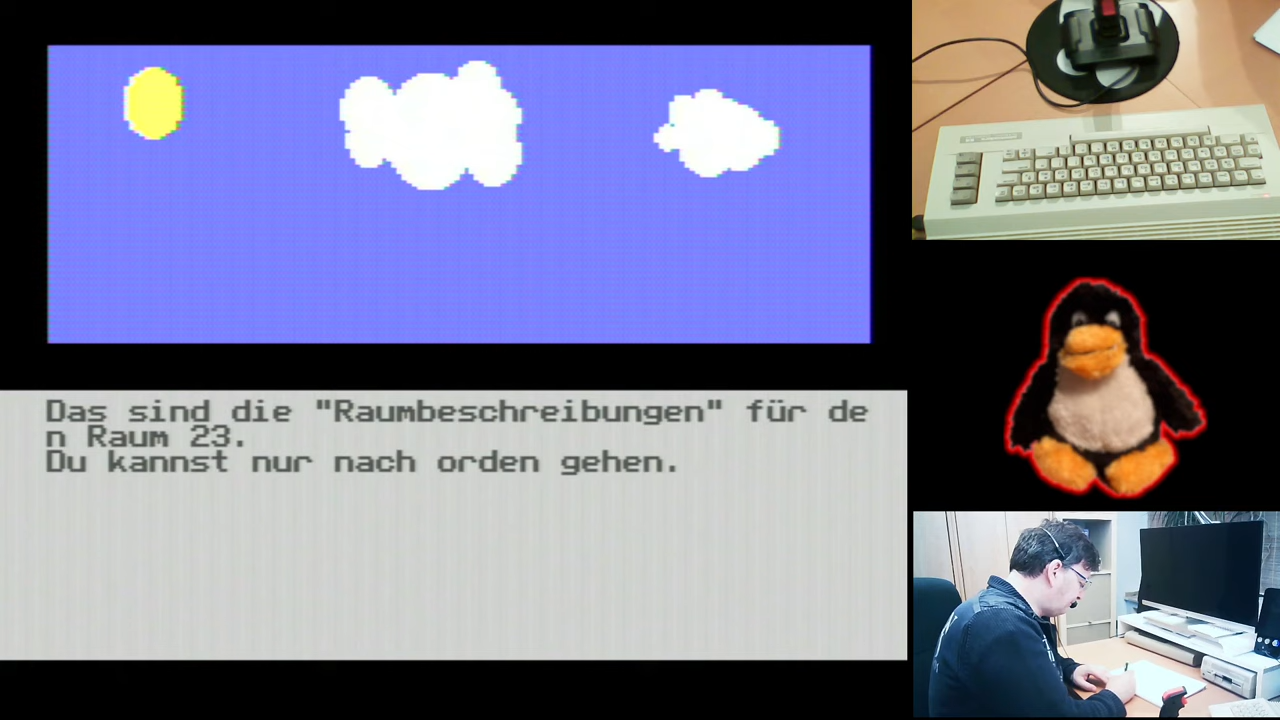 Das sind die "Raumbeschreibungen" für de
n Raum 23.
Du kannst nur nach orden gehen.